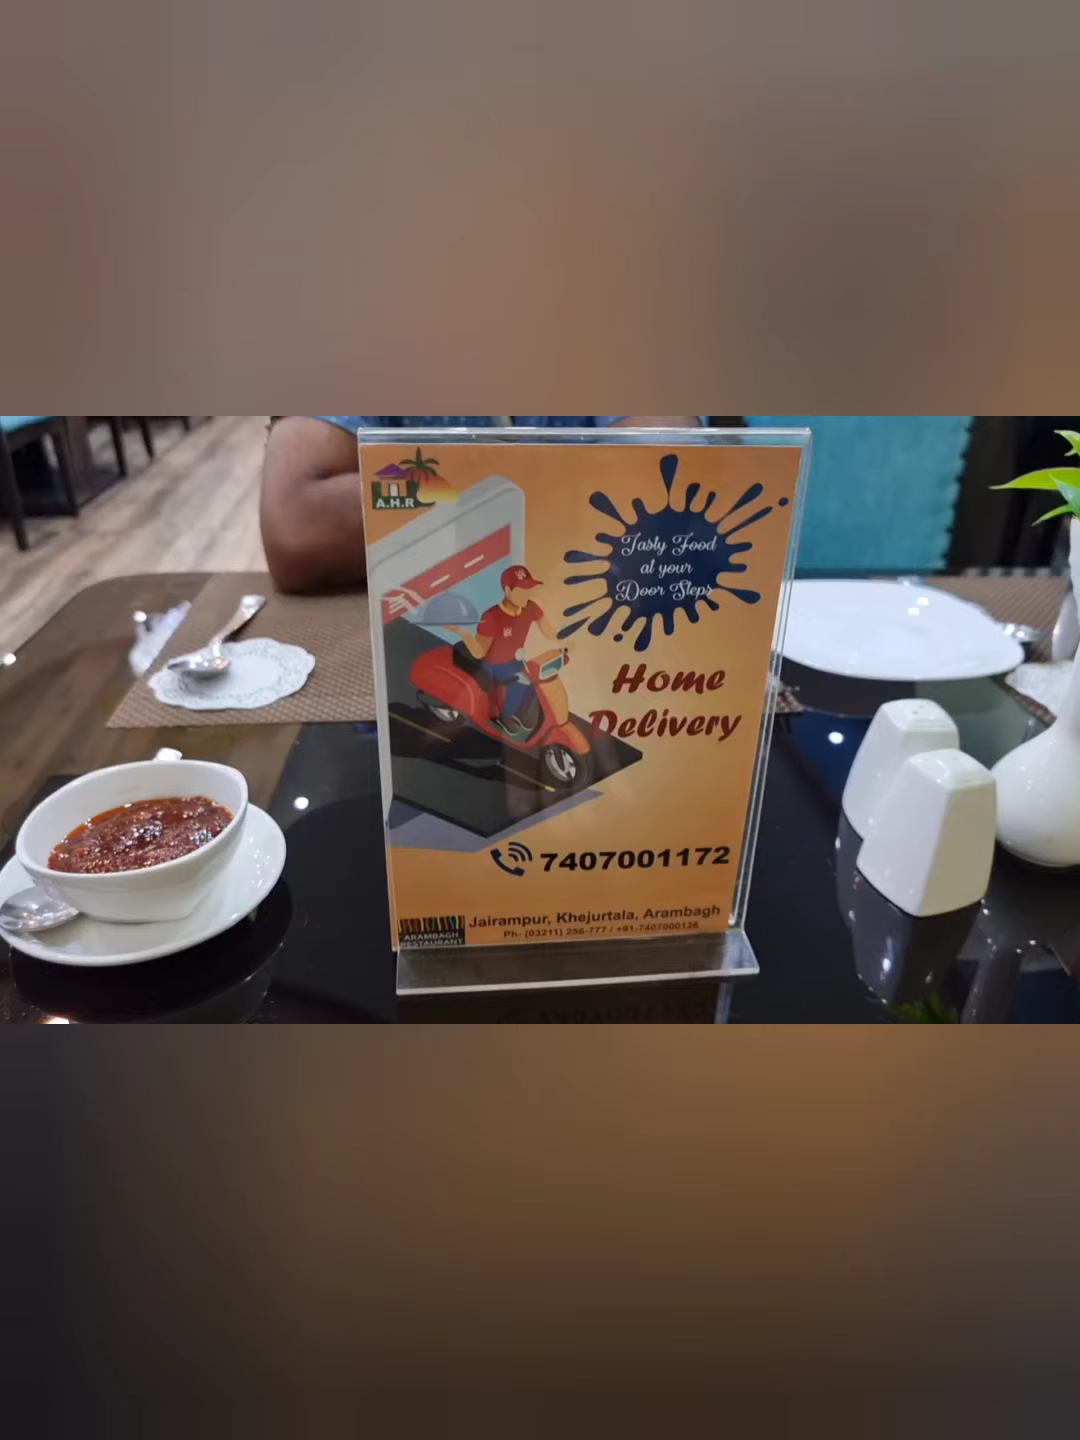 A.H.R
Tasty Food
at your
Door Steps
Home
Delivery
7407001172
ARAMBAGH
RESTAURANT
Jairampur, Khejurtala, Arambagh
Ph- (03211) 256-777 / +91-7407000126